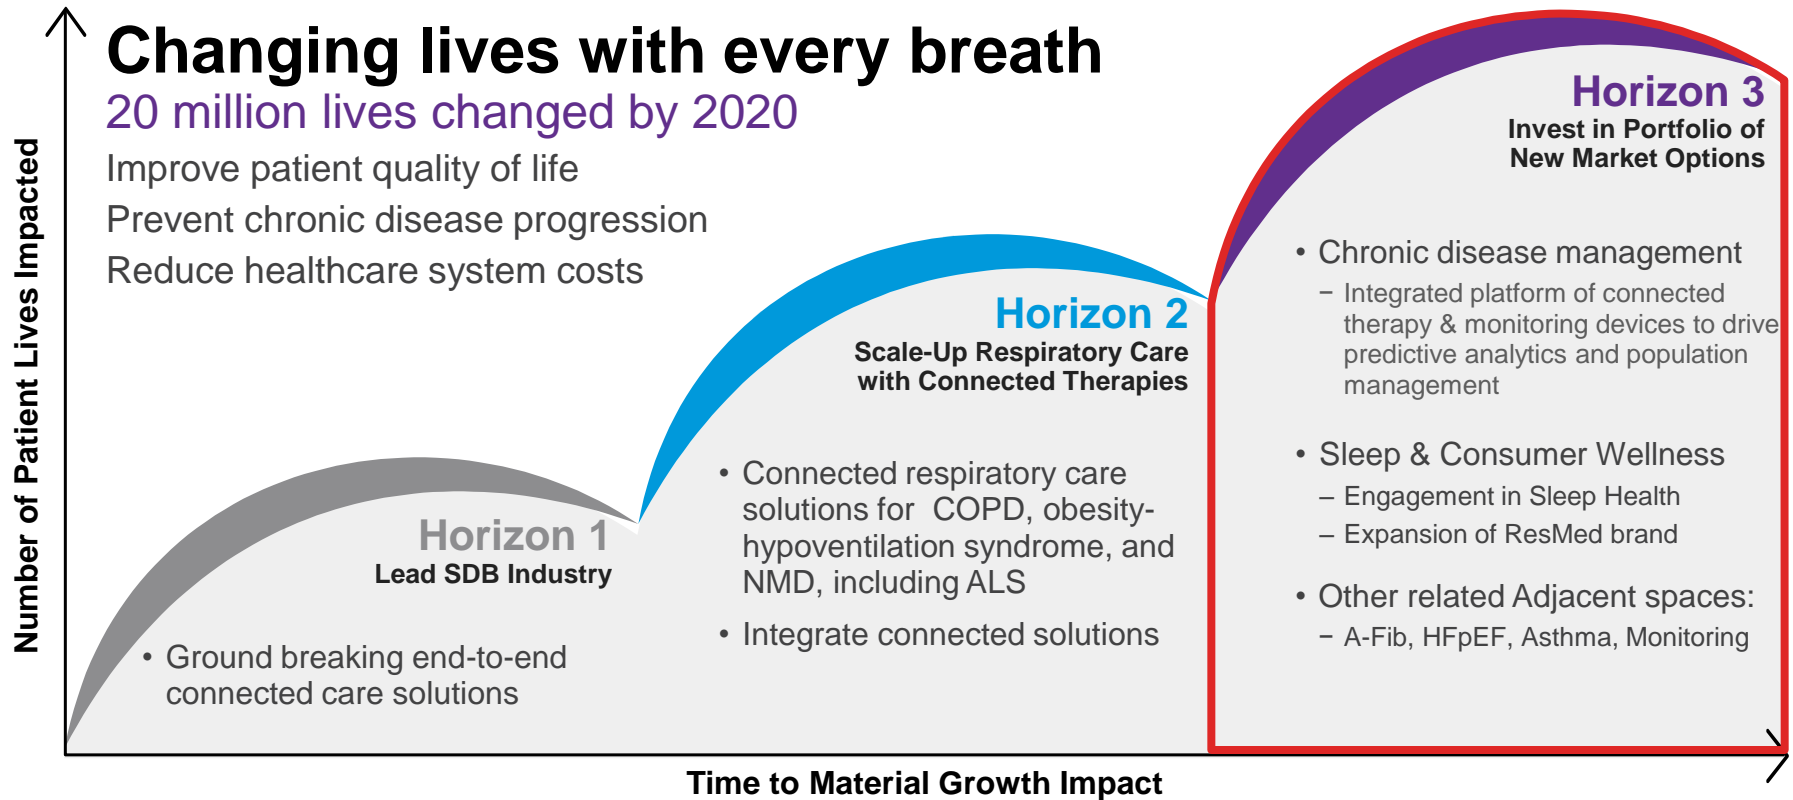 Changing lives with every breath
20 million lives changed by 2020
Improve patient quality of life
Prevent chronic disease progression
Reduce healthcare system costs
Number of Patient Lives Impacted
Horizon 1
Lead SDB Industry
• Ground breaking end-to-end
connected care solutions
Horizon 2
Scale-Up Respiratory Care
with Connected Therapies
• Connected respiratory care
solutions for COPD, obesity-
hypoventilation syndrome, and
NMD, including ALS
• Integrate connected solutions
Horizon 3
Invest in Portfolio of
New Market Options
• Chronic disease management
− Integrated platform of connected
therapy & monitoring devices to drive
predictive analytics and population
management
• Sleep & Consumer Wellness
– Engagement in Sleep Health
– Expansion of ResMed brand
• Other related Adjacent spaces:
− A-Fib, HFpEF, Asthma, Monitoring
Time to Material Growth Impact